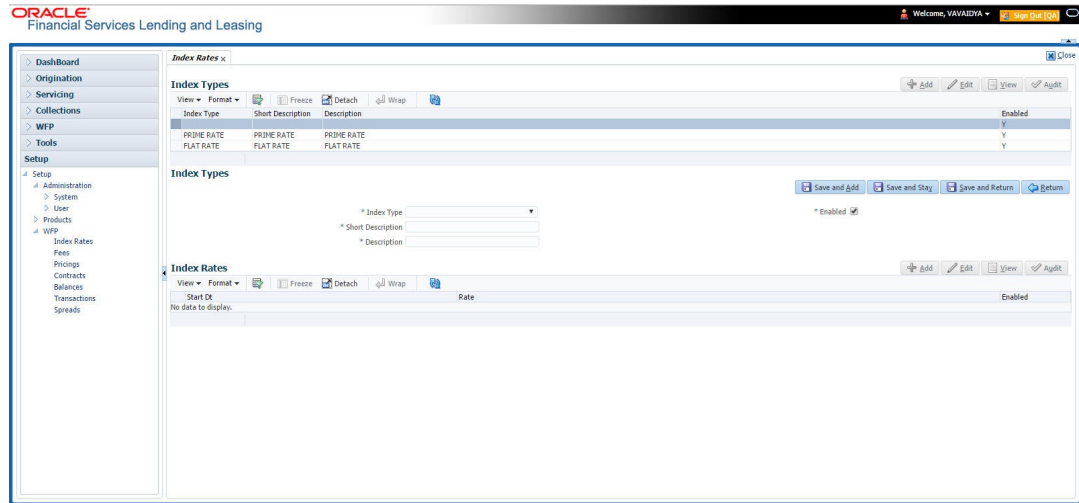 ORACLE®
Financial Services Lending and Leasing
Welcome, VAVAIDYA
Sign Out [QA]
DashBoard
Origination
Servicing
Collections
WFP
Tools
Setup
Setup
Administration
System
User
Products
WFP
Index Rates
Fees
Pricings
Contracts
Balances
Transactions
Spreads
Index Rates x
Close
Index Types
Add Edit View Audit
View Format Freeze Detach Wrap
Index Type Short Description Description Enabled
Y
PRIME RATE PRIME RATE PRIME RATE Y
FLAT RATE FLAT RATE FLAT RATE Y
Index Types
Save and Add Save and Stay Save and Return Return
* Index Type * Enabled
* Short Description
* Description
Index Rates
Add Edit View Audit
View Format Freeze Detach Wrap
Start Dt Rate Enabled
No data to display.